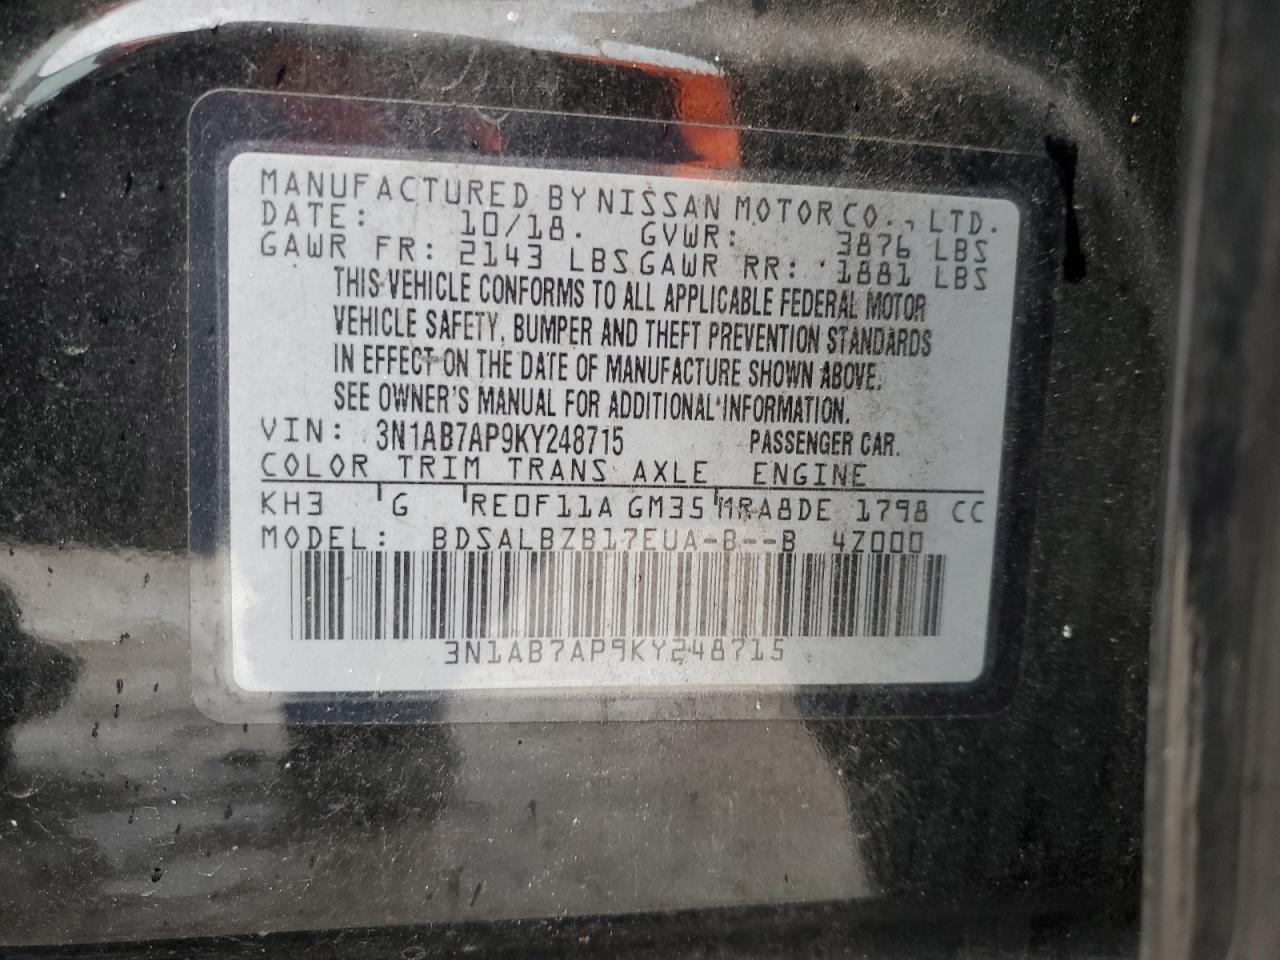 MANUFACTURED BY NISSAN MOTOR CO., LTD.
DATE: 10/18. GVWR: 3876 LBS
GAWR FR: 2143 LBS GAWR RR: 1881 LBS
THIS VEHICLE CONFORMS TO ALL APPLICABLE FEDERAL MOTOR
VEHICLE SAFETY, BUMPER AND THEFT PREVENTION STANDARDS
IN EFFECT ON THE DATE OF MANUFACTURE SHOWN ABOVE.
SEE OWNER'S MANUAL FOR ADDITIONAL INFORMATION.
VIN: 3N1AB7AP9KY248715 PASSENGER CAR.
COLOR TRIM TRANS AXLE ENGINE
KH3 G RE0F11A GM35 MRA8DE 1798 CC
MODEL: BDSALBZB17EUA-B--B 4Z000
3N1AB7AP9KY248715